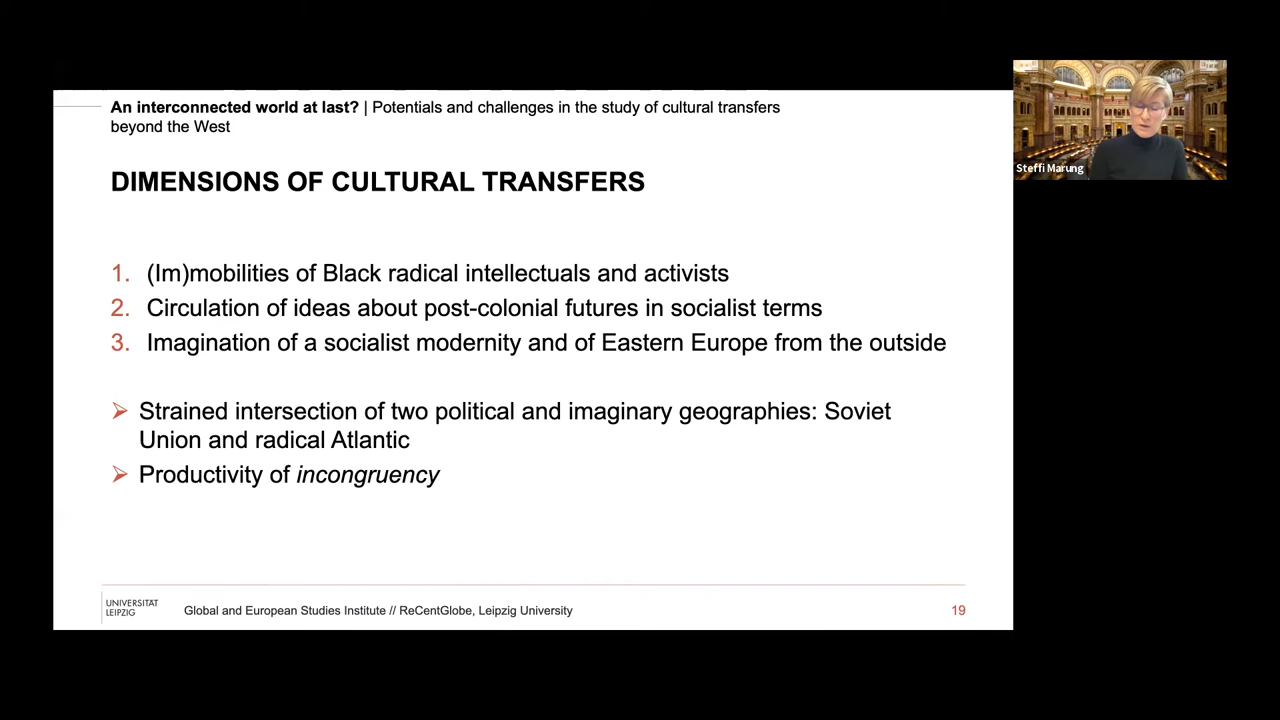 An interconnected world at last? | Potentials and challenges in the study of cultural transfers
beyond the West
DIMENSIONS OF CULTURAL TRANSFERS
1. (Im)mobilities of Black radical intellectuals and activists
2. Circulation of ideas about post-colonial futures in socialist terms
3. Imagination of a socialist modernity and of Eastern Europe from the outside
➢ Strained intersection of two political and imaginary geographies: Soviet
Union and radical Atlantic
➢ Productivity of incongruency
UNIVERSITÄT
LEIPZIG
Global and European Studies Institute // ReCentGlobe, Leipzig University
19
Steffi Marung